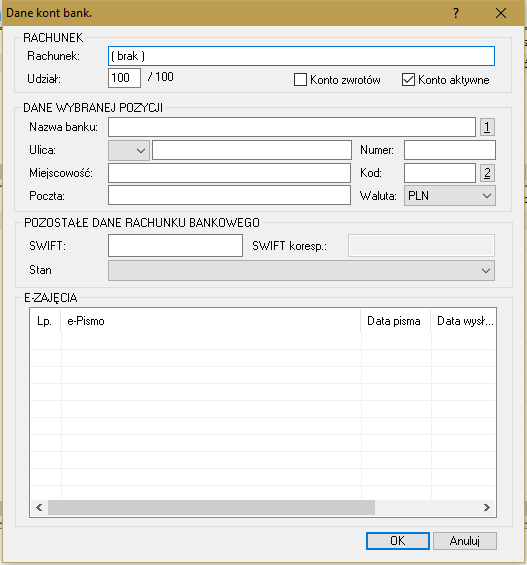 Dane kont bank.
RACHUNEK
Rachunek: ( brak )
Udział: 100 / 100 Konto zwrotów Konto aktywne
DANE WYBRANEJ POZYCJI
Nazwa banku: 1
Ulica: Numer:
Miejscowość: Kod: 2
Poczta: Waluta: PLN
POZOSTAŁE DANE RACHUNKU BANKOWEGO
SWIFT: SWIFT koresp.:
Stan
E-ZAJĘCIA
Lp. e-Pismo Data pisma Data wysł...
OK Anuluj